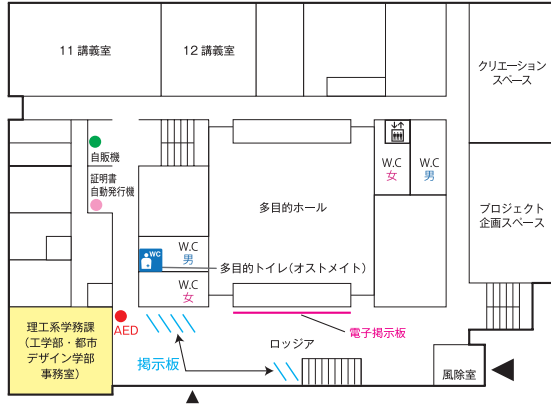 11 講義室
12 講義室
クリエーション
スペース
自販機
証明書
自動発行機
W.C
女
W.C
男
多目的ホール
プロジェクト
企画スペース
W.C
男
WC
多目的トイレ(オストメイト)
W.C
女
理工系学務課
(工学部・都市
デザイン学部
事務室)
AED
掲示板
電子掲示板
ロッジア
風除室